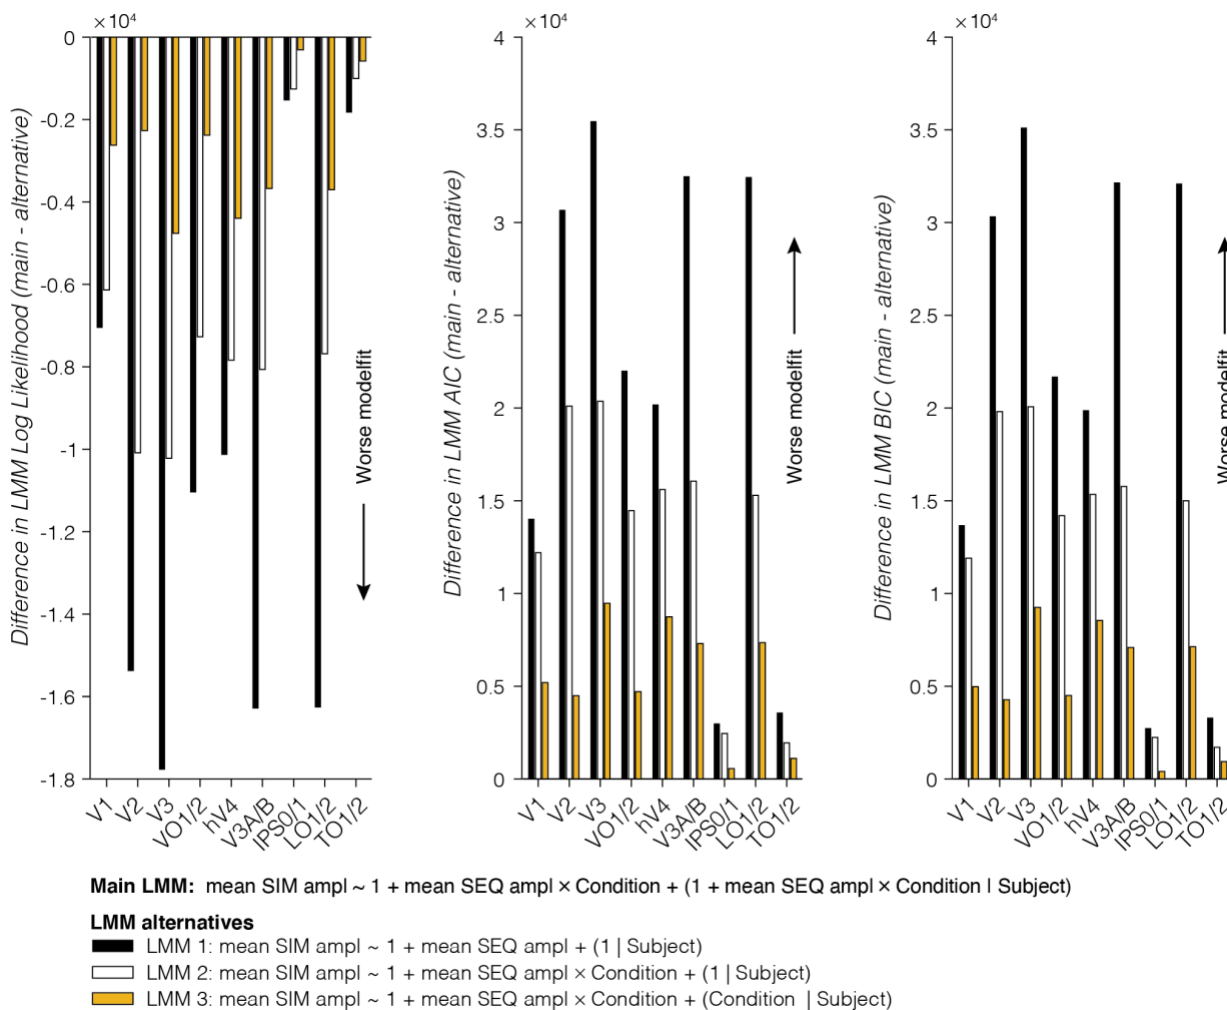 ×10⁴
0
-0.2
-0.4
-0.6
-0.8
-1
-1.2
-1.4
-1.6
-1.8
Difference in LMM Log Likelihood (main - alternative)
Worse modelfit
V1
V2
V3
VO1/2
hV4
V3A/B
IPS0/1
LO1/2
TO1/2
×10⁴
4
3.5
3
2.5
2
1.5
1
0.5
0
Difference in LMM AIC (main - alternative)
Worse modelfit
V1
V2
V3
VO1/2
hV4
V3A/B
IPS0/1
LO1/2
TO1/2
×10⁴
4
3.5
3
2.5
2
1.5
1
0.5
0
Difference in LMM BIC (main - alternative)
Worse modelfit
V1
V2
V3
VO1/2
hV4
V3A/B
IPS0/1
LO1/2
TO1/2
Main LMM: mean SIM ampl ~ 1 + mean SEQ ampl × Condition + (1 + mean SEQ ampl × Condition | Subject)
LMM alternatives
LMM 1: mean SIM ampl ~ 1 + mean SEQ ampl + (1 | Subject)
LMM 2: mean SIM ampl ~ 1 + mean SEQ ampl × Condition + (1 | Subject)
LMM 3: mean SIM ampl ~ 1 + mean SEQ ampl × Condition + (Condition | Subject)